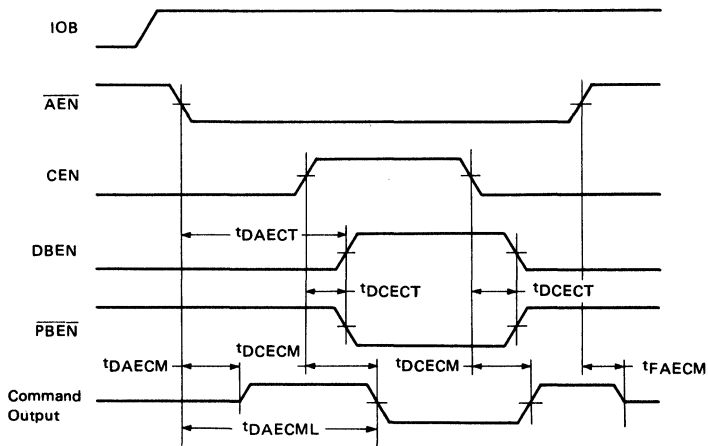 IOB
AEN
CEN
tDAECT
DBEN
tDCECT
tDCECT
PBEN
tDCECM
tDAECM
tDCECM
tFAECM
Command
Output
tDAECML